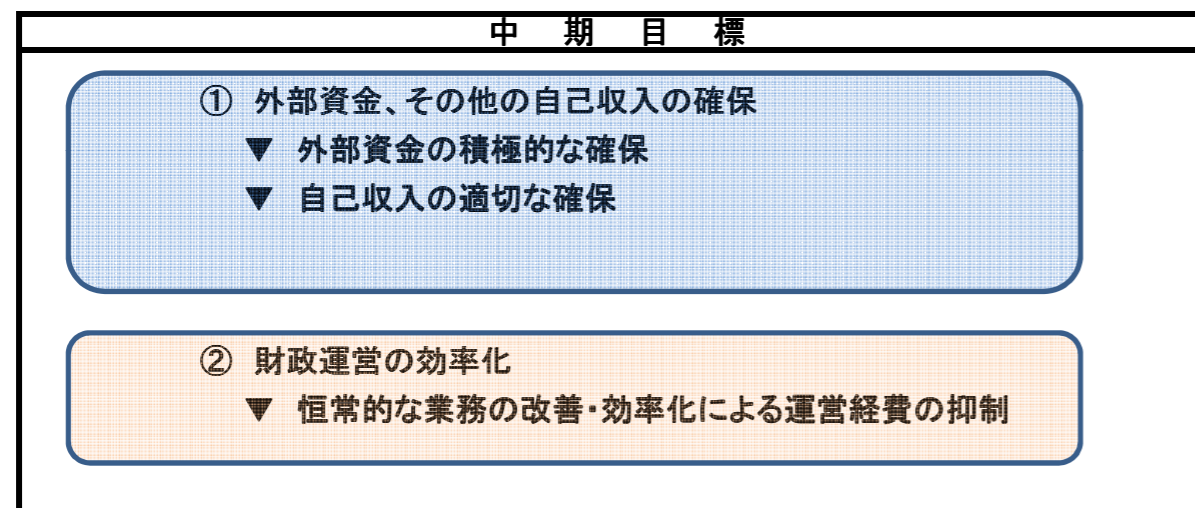 中 期 目 標
① 外部資金、その他の自己収入の確保
▼ 外部資金の積極的な確保
▼ 自己収入の適切な確保
② 財政運営の効率化
▼ 恒常的な業務の改善・効率化による運営経費の抑制